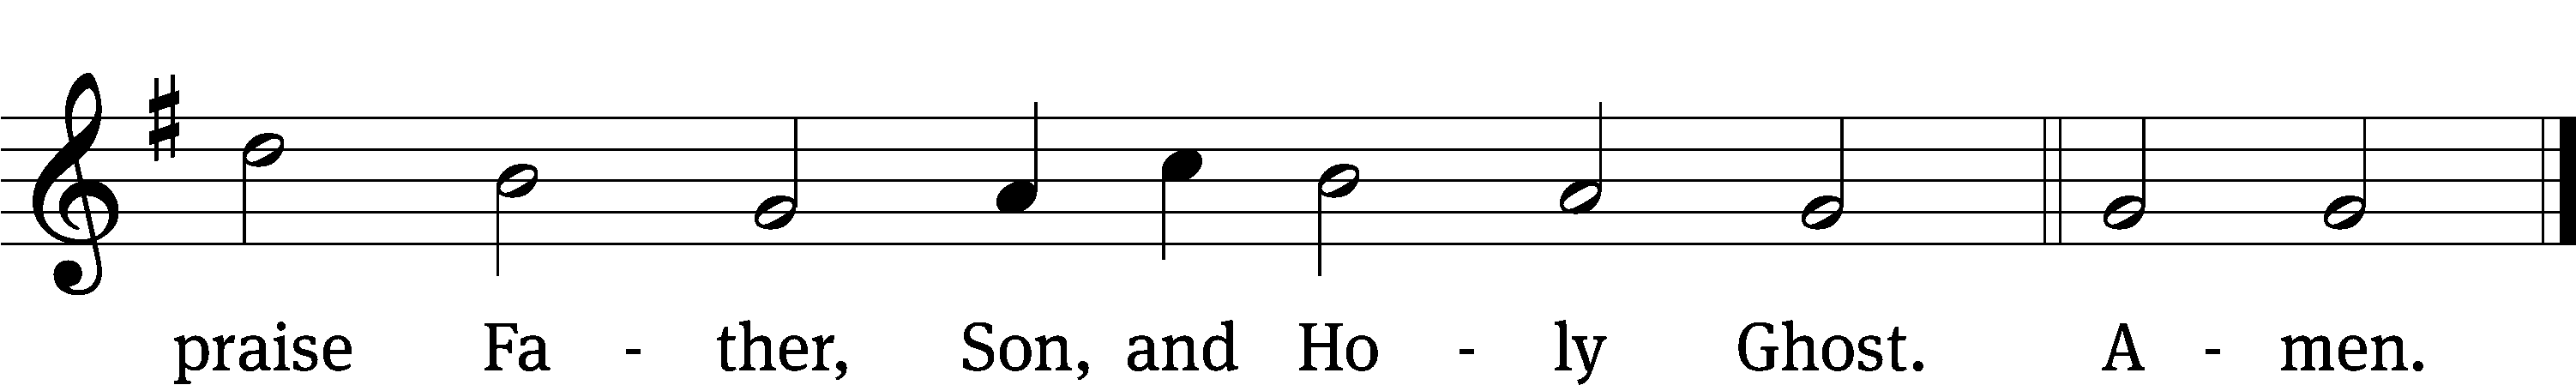 praise Fa - ther, Son, and Ho - ly Ghost. A - men.